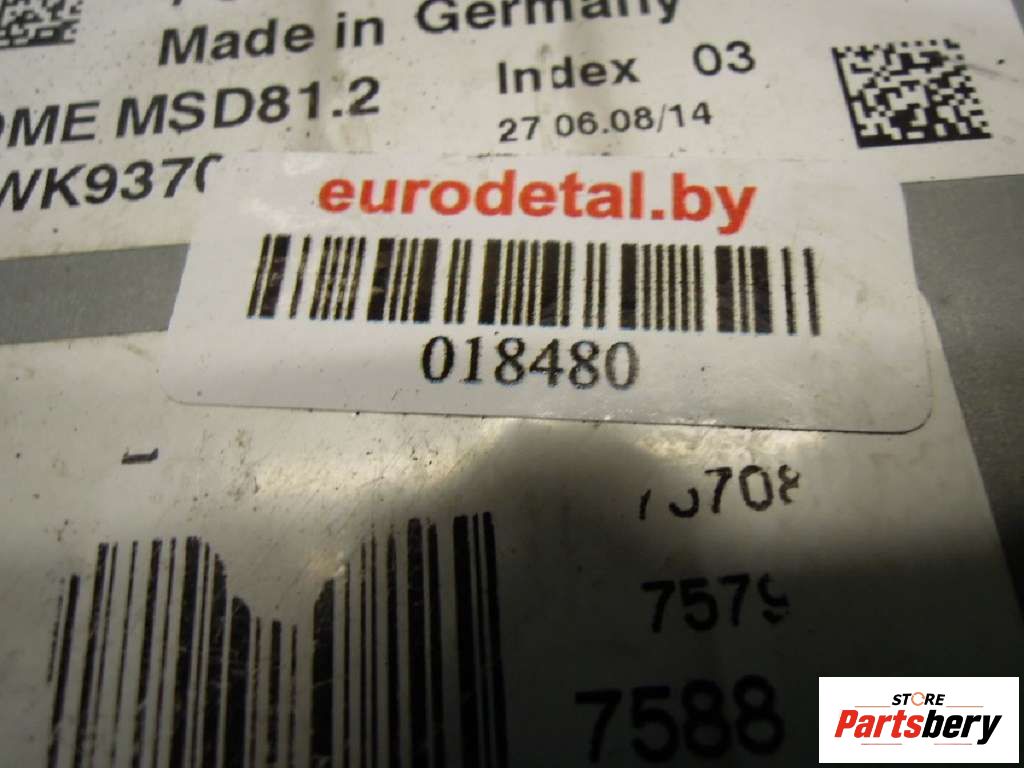 Made in Germany
DME MSD81.2
Index 03
27 06.08/14
eurodetal.by
018480
7588
STORE
Partsbery